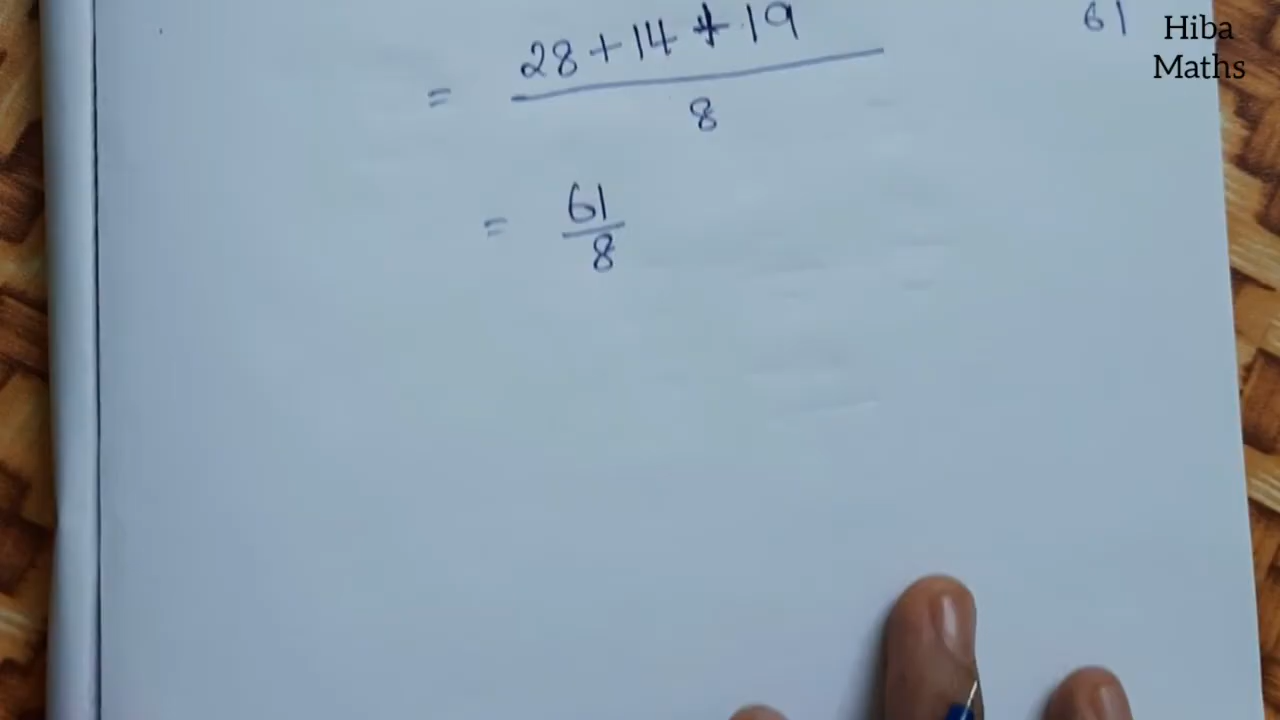 = 28 + 14 + 19
8
61
Hiba
Maths
= 61
8